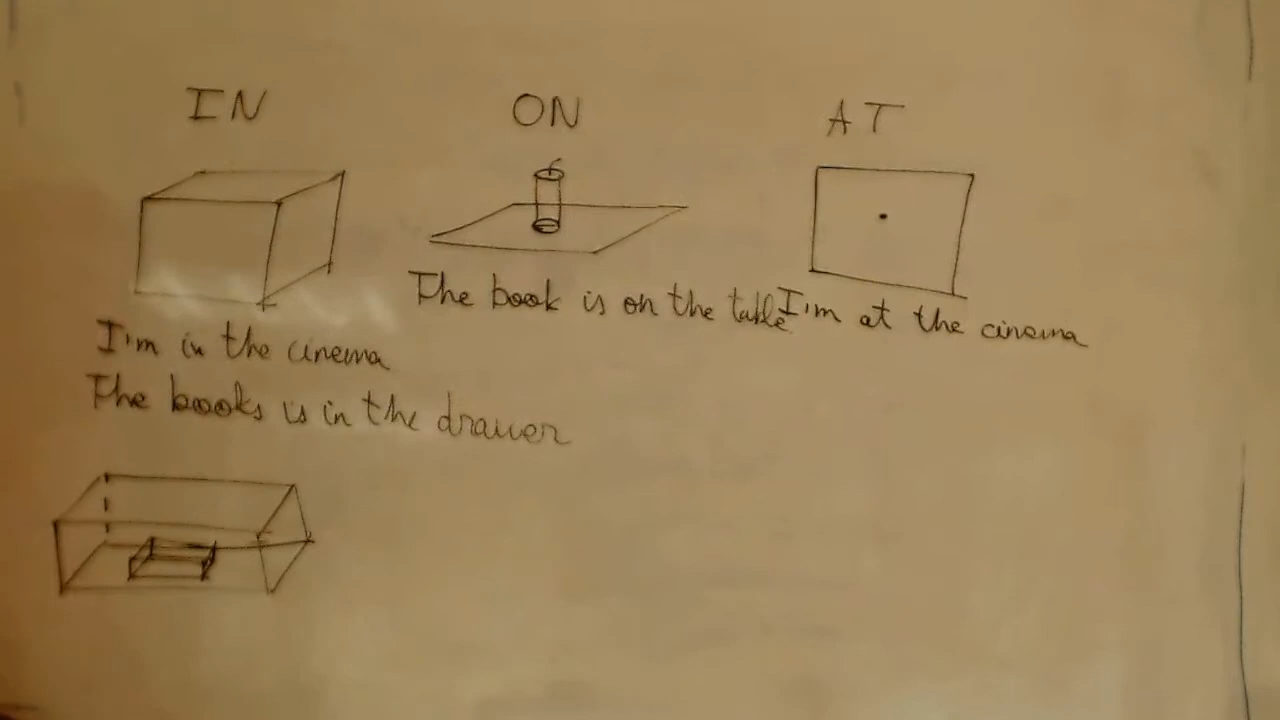 IN
ON
AT
The book is on the table
I'm at the cinema
I'm in the cinema
The books is in the drawer